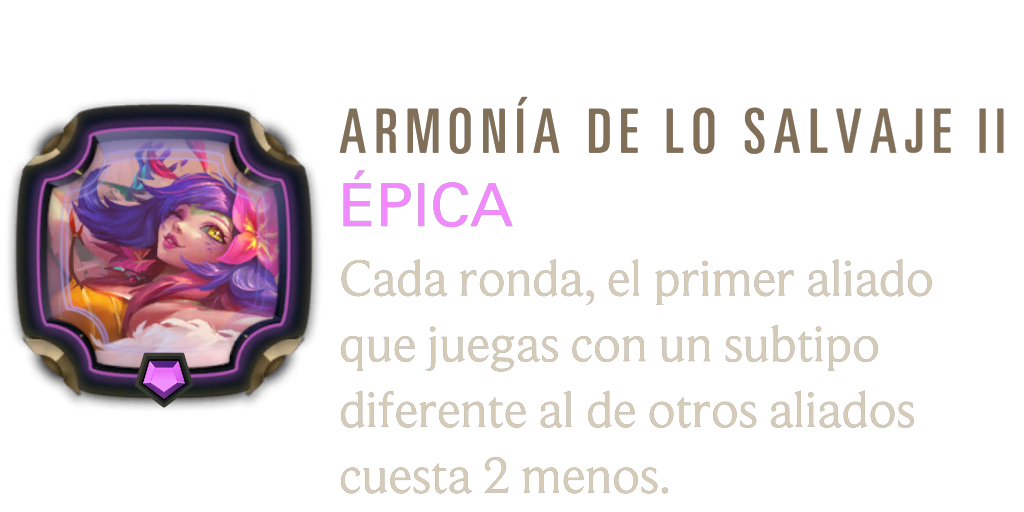 ARMONÍA DE LO SALVAJE II
ÉPICA
Cada ronda, el primer aliado
que juegas con un subtipo
diferente al de otros aliados
cuesta 2 menos.